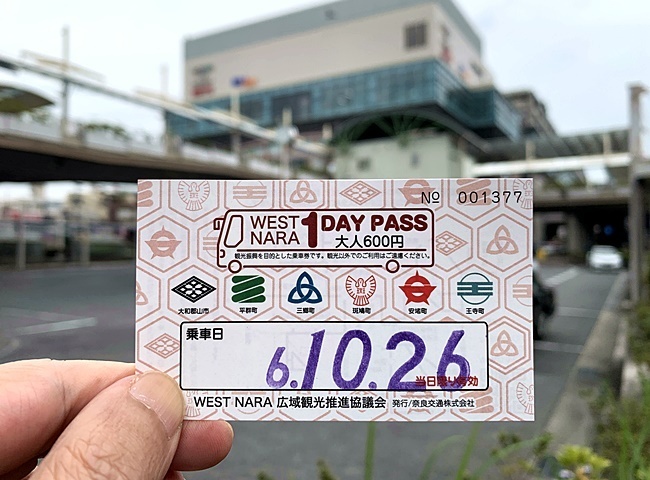 No 001377
WEST NARA 1 DAY PASS
大人600円
観光振興を目的とした乗車券です。観光以外でのご利用はご遠慮ください。
大和郡山市 平群町 三郷町 斑鳩町 安堵町 王寺町
乗車日
6.10.26
当日限り有効
WEST NARA 広域観光推進協議会 発行/奈良交通株式会社